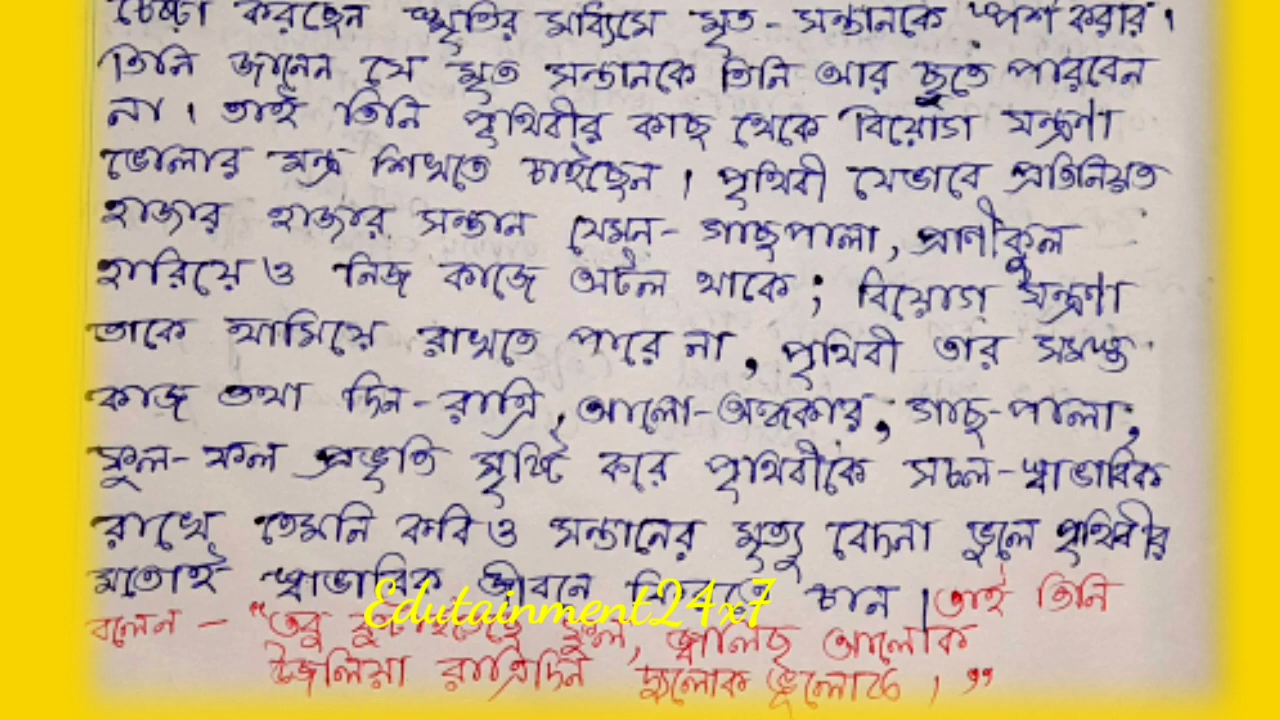 চেষ্টা করছেন স্মৃতির মাধ্যিমে মৃত - সন্তানকে স্পর্শ করার ।
তিনি জানেন যে মৃত সন্তানকে তিনি আর ছুতে পারবেন
না । তাই তিনি পৃথিবীর কাছ থেকে বিয়োগ যন্ত্রণা
ভোলার মন্ত্র শিখতে চাইছেন । পৃথিবী যেভাবে প্রতিনিয়ত
হাজার হাজার সন্তান যেমন - গাছপালা, প্রাণীকুল
হারিয়ে ও নিজ কাজে অটল থাকে ; বিয়োগ যন্ত্রণা
তাকে থামিয়ে রাখতে পারে না, পৃথিবী তার সমস্ত
কাজ তথা দিন - রাত্রি, আলো - অন্ধকার, গাছ - পালা,
ফুল - ফল প্রভৃতি সৃষ্টি করে পৃথিবীকে সচল - স্বাভাবিক
রাখে তেমনি কবি ও সন্তানের মৃত্যু বেদনা ভুলে পৃথিবীর
মতোই স্বাভাবিক জীবনে ফিরতে চান । তাই তিনি
Edutainment24x7
বলেন - "তবু ফুল, জ্বালিছ আলোক
উজলিয়া রাত্রিদিন দ্যুলোক ভূলোক । "